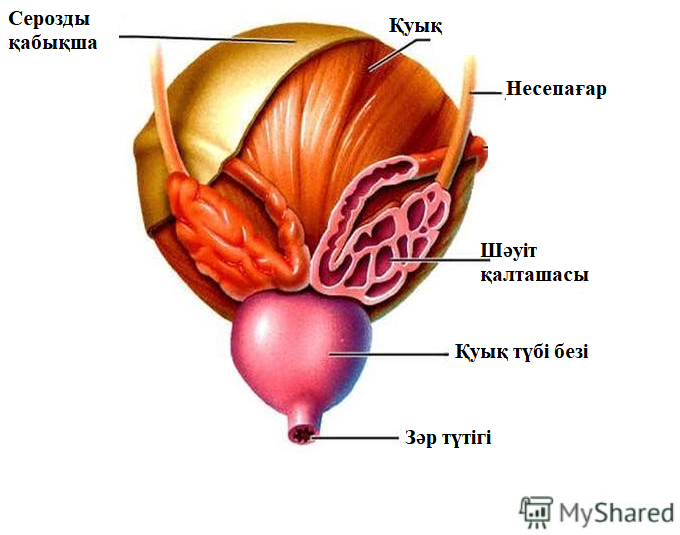 Серозды
қабықша
Қуық
Несепағар
Шәуіт
қалташасы
Қуық түбі безі
Зәр түтігі
MyShared